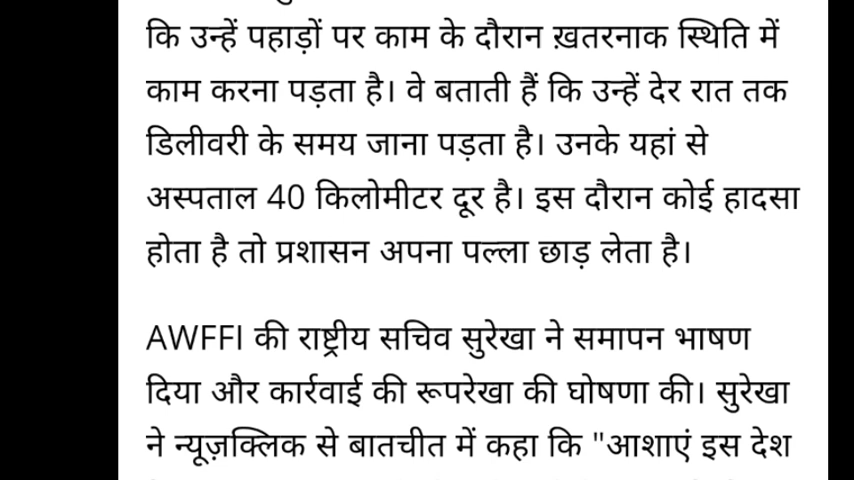 कि उन्हें पहाड़ों पर काम के दौरान ख़तरनाक स्थिति में
काम करना पड़ता है। वे बताती हैं कि उन्हें देर रात तक
डिलीवरी के समय जाना पड़ता है। उनके यहां से
अस्पताल 40 किलोमीटर दूर है। इस दौरान कोई हादसा
होता है तो प्रशासन अपना पल्ला छाड़ लेता है।
AWFFI की राष्ट्रीय सचिव सुरेखा ने समापन भाषण
दिया और कार्रवाई की रूपरेखा की घोषणा की। सुरेखा
ने न्यूज़क्लिक से बातचीत में कहा कि "आशाएं इस देश